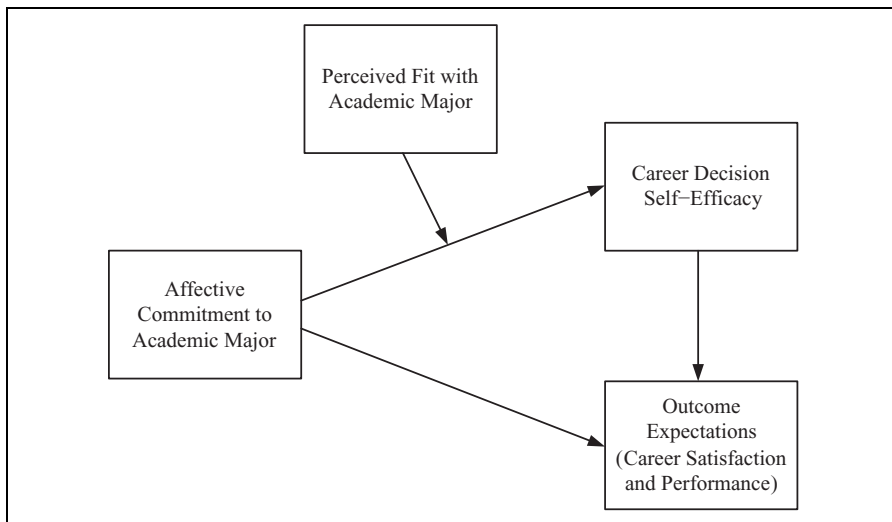 Perceived Fit with
Academic Major
Career Decision
Self−Efficacy
Affective
Commitment to
Academic Major
Outcome
Expectations
(Career Satisfaction
and Performance)